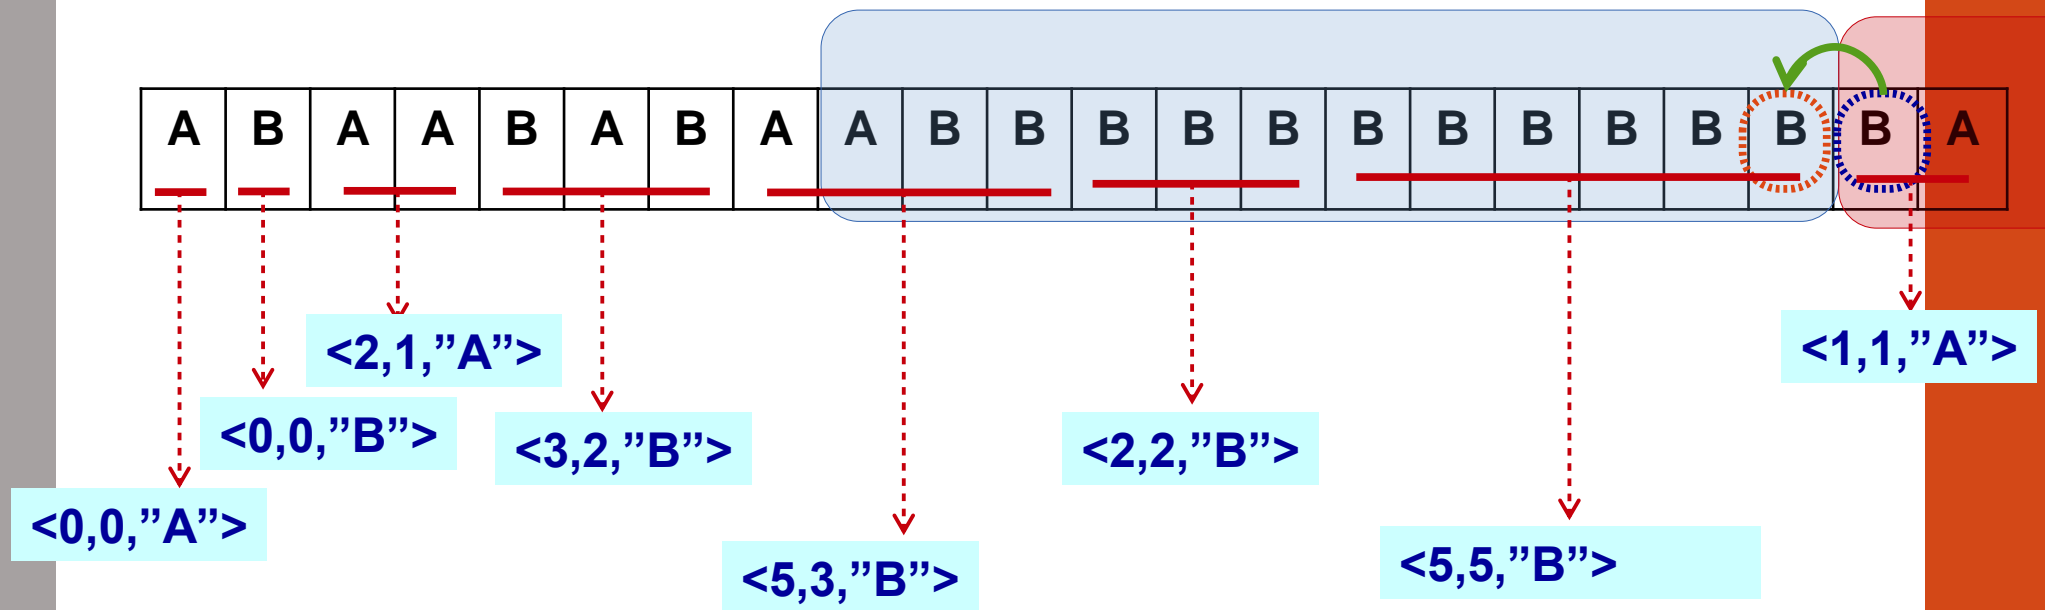 A B A A B A B A A B B B B B B B B B B B B A
<2,1,”A”>
<1,1,”A”>
<0,0,”B”>
<3,2,”B”>
<2,2,”B”>
<0,0,”A”>
<5,3,”B”>
<5,5,”B”>